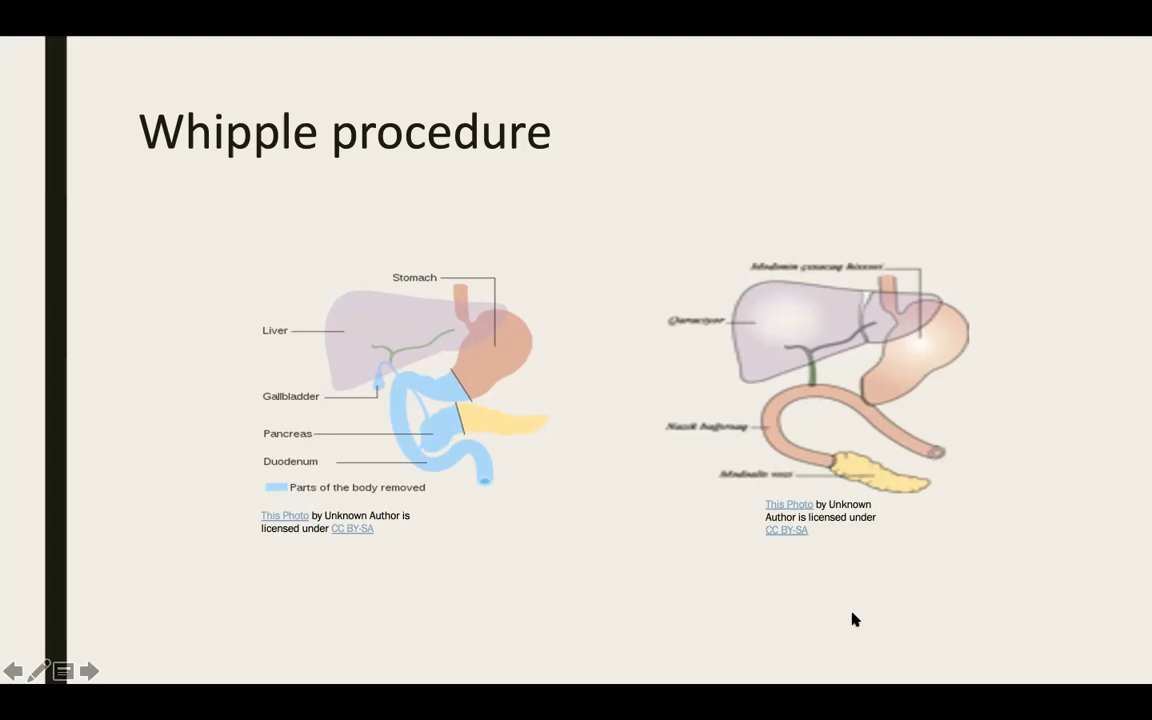 Whipple procedure
Stomach
Liver
Gallbladder
Pancreas
Duodenum
Parts of the body removed
This Photo by Unknown Author is
licensed under CC BY-SA
This Photo by Unknown
Author is licensed under
CC BY-SA